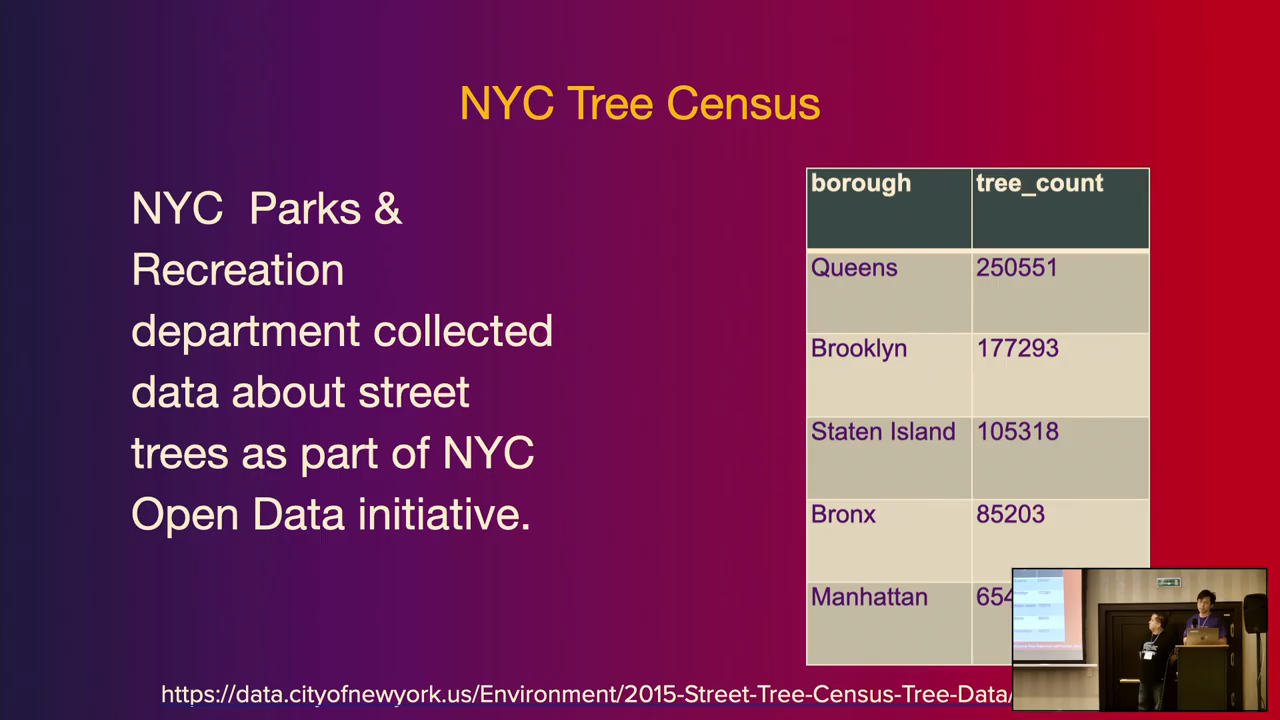 NYC Tree Census
NYC Parks &
Recreation
department collected
data about street
trees as part of NYC
Open Data initiative.
borough tree_count
Queens 250551
Brooklyn 177293
Staten Island 105318
Bronx 85203
Manhattan
https://data.cityofnewyork.us/Environment/2015-Street-Tree-Census-Tree-Data/